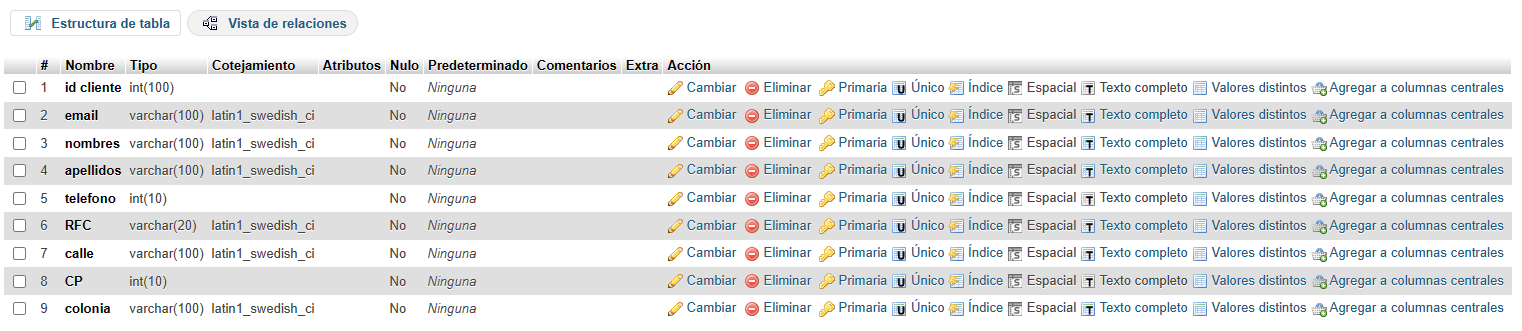 Estructura de tabla Vista de relaciones
# Nombre Tipo Cotejamiento Atributos Nulo Predeterminado Comentarios Extra Acción
1 id cliente int(100) No Ninguna Cambiar Eliminar Primaria Único Índice Espacial Texto completo Valores distintos Agregar a columnas centrales
2 email varchar(100) latin1_swedish_ci No Ninguna Cambiar Eliminar Primaria Único Índice Espacial Texto completo Valores distintos Agregar a columnas centrales
3 nombres varchar(100) latin1_swedish_ci No Ninguna Cambiar Eliminar Primaria Único Índice Espacial Texto completo Valores distintos Agregar a columnas centrales
4 apellidos varchar(100) latin1_swedish_ci No Ninguna Cambiar Eliminar Primaria Único Índice Espacial Texto completo Valores distintos Agregar a columnas centrales
5 telefono int(10) No Ninguna Cambiar Eliminar Primaria Único Índice Espacial Texto completo Valores distintos Agregar a columnas centrales
6 RFC varchar(20) latin1_swedish_ci No Ninguna Cambiar Eliminar Primaria Único Índice Espacial Texto completo Valores distintos Agregar a columnas centrales
7 calle varchar(100) latin1_swedish_ci No Ninguna Cambiar Eliminar Primaria Único Índice Espacial Texto completo Valores distintos Agregar a columnas centrales
8 CP int(10) No Ninguna Cambiar Eliminar Primaria Único Índice Espacial Texto completo Valores distintos Agregar a columnas centrales
9 colonia varchar(100) latin1_swedish_ci No Ninguna Cambiar Eliminar Primaria Único Índice Espacial Texto completo Valores distintos Agregar a columnas centrales